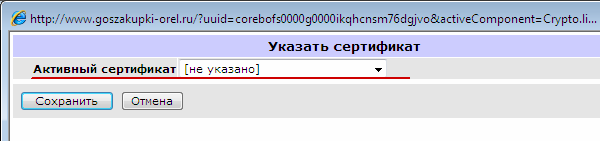 http://www.goszakupki-orel.ru/?uuid=corebofs0000g0000ikqhcnsm76dgjvo&activeComponent=Crypto.li...
Указать сертификат
Активный сертификат [не указано]
Сохранить Отмена